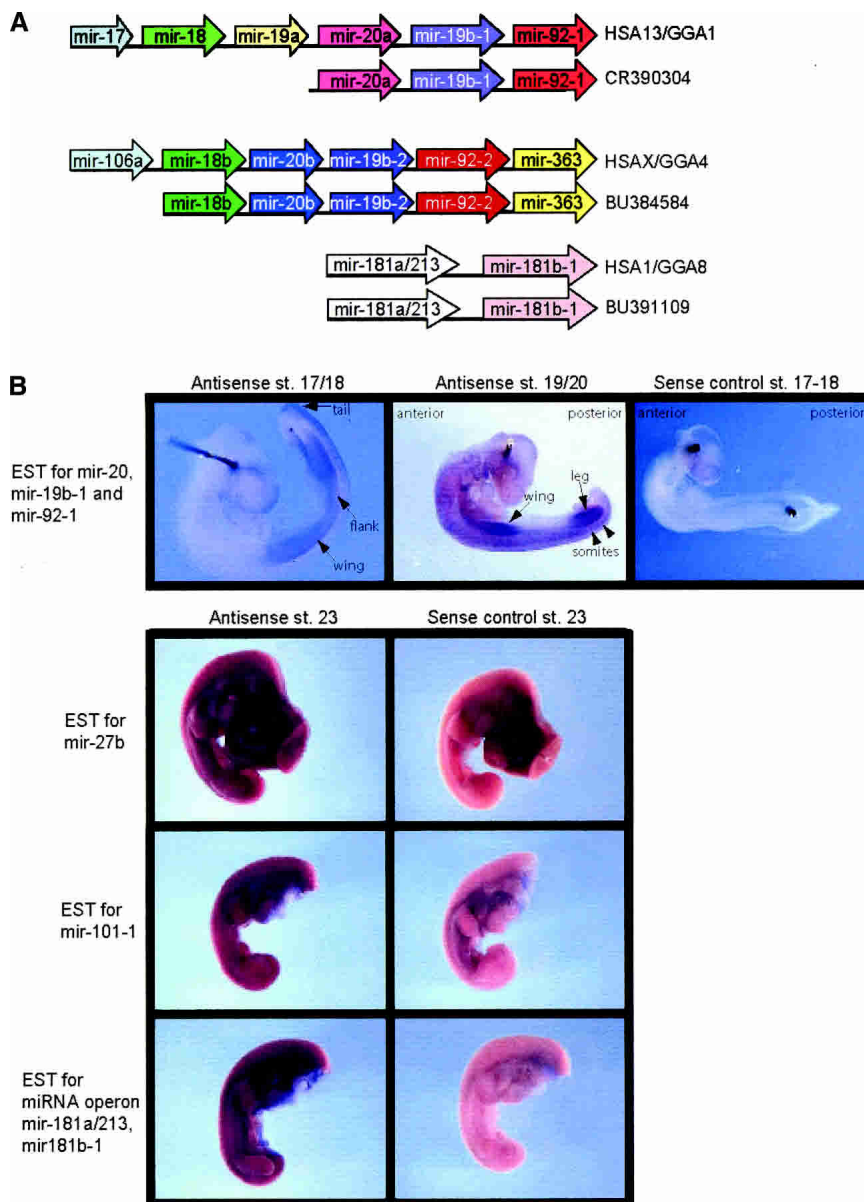 A
mir-17 mir-18 mir-19a mir-20a mir-19b-1 mir-92-1 HSA13/GGA1
mir-20a mir-19b-1 mir-92-1 CR390304
mir-106a mir-18b mir-20b mir-19b-2 mir-92-2 mir-363 HSAX/GGA4
mir-18b mir-20b mir-19b-2 mir-92-2 mir-363 BU384584
mir-181a/213 mir-181b-1 HSA1/GGA8
mir-181a/213 mir-181b-1 BU391109
B
Antisense st. 17/18 Antisense st. 19/20 Sense control st. 17-18
EST for mir-20,
mir-19b-1 and
mir-92-1
tail
flank
wing
anterior posterior
wing
leg
somites
anterior posterior
Antisense st. 23 Sense control st. 23
EST for
mir-27b
EST for
mir-101-1
EST for
miRNA operon
mir-181a/213,
mir181b-1